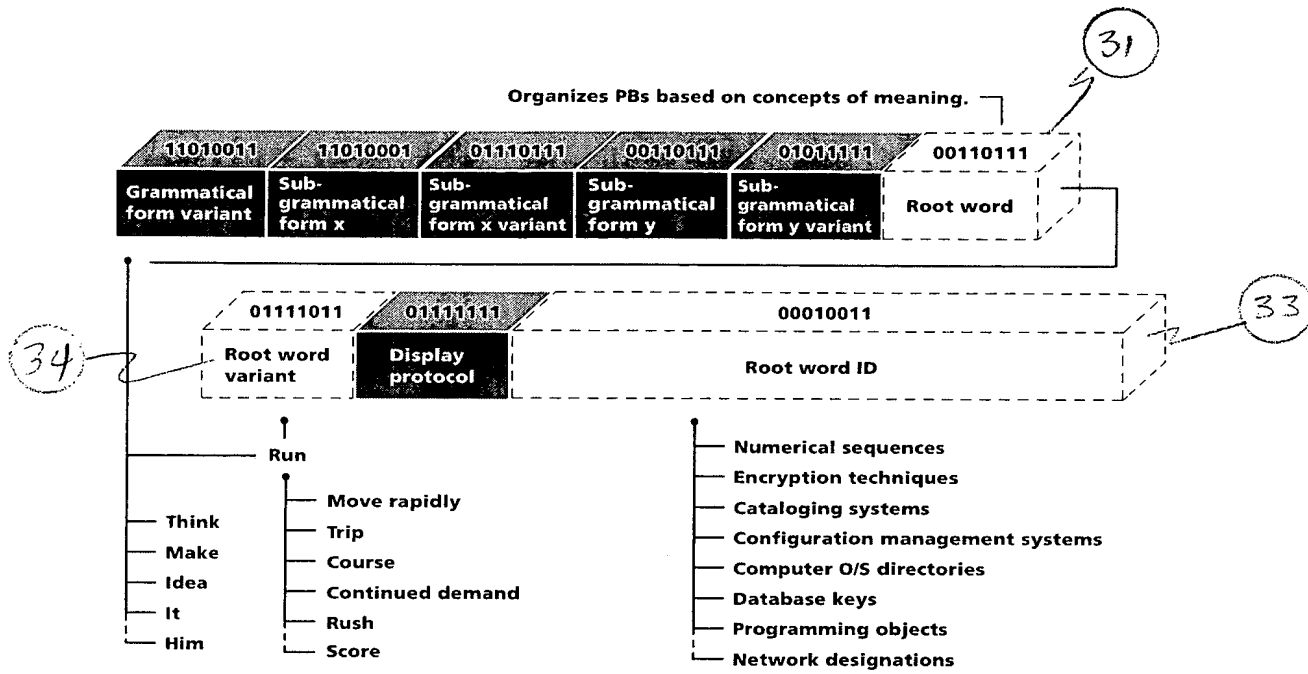 31
Organizes PBs based on concepts of meaning.
11010011 11010001 01110111 00110111 01011111 00110111
Grammatical form variant
Sub-grammatical form x
Sub-grammatical form x variant
Sub-grammatical form y
Sub-grammatical form y variant
Root word
01111011 01111111 00010011
33
34
Root word variant
Display protocol
Root word ID
Run
Think
Make
Idea
It
Him
Move rapidly
Trip
Course
Continued demand
Rush
Score
Numerical sequences
Encryption techniques
Cataloging systems
Configuration management systems
Computer O/S directories
Database keys
Programming objects
Network designations